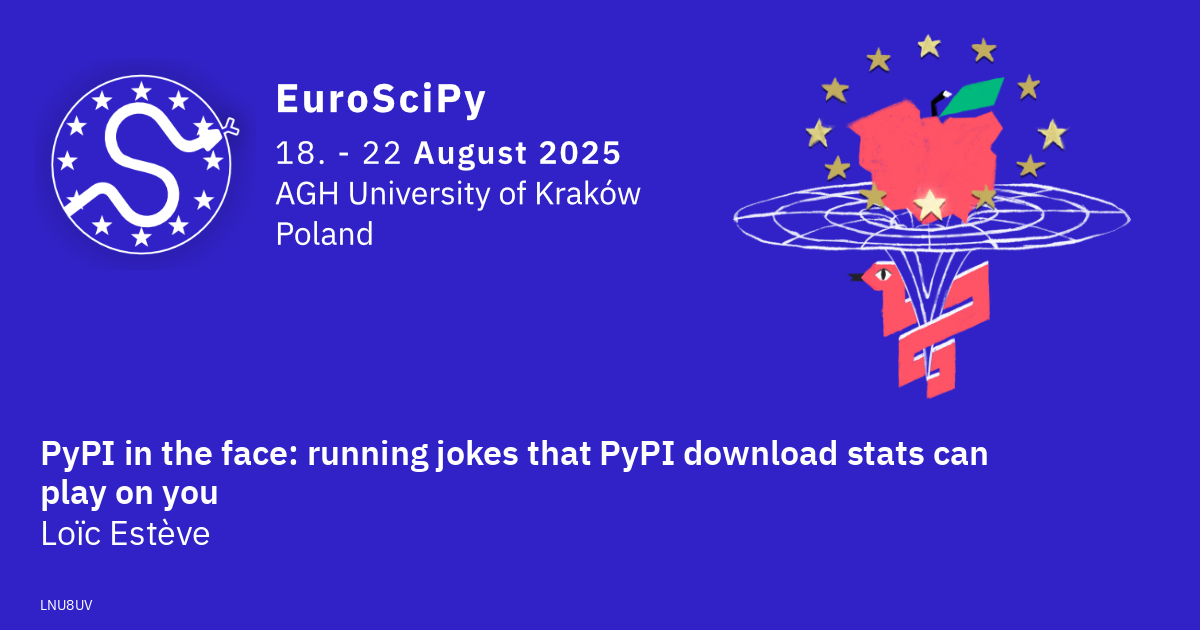 EuroSciPy
18. - 22 August 2025
AGH University of Kraków
Poland
PyPI in the face: running jokes that PyPI download stats can
play on you
Loïc Estève
LNU8UV